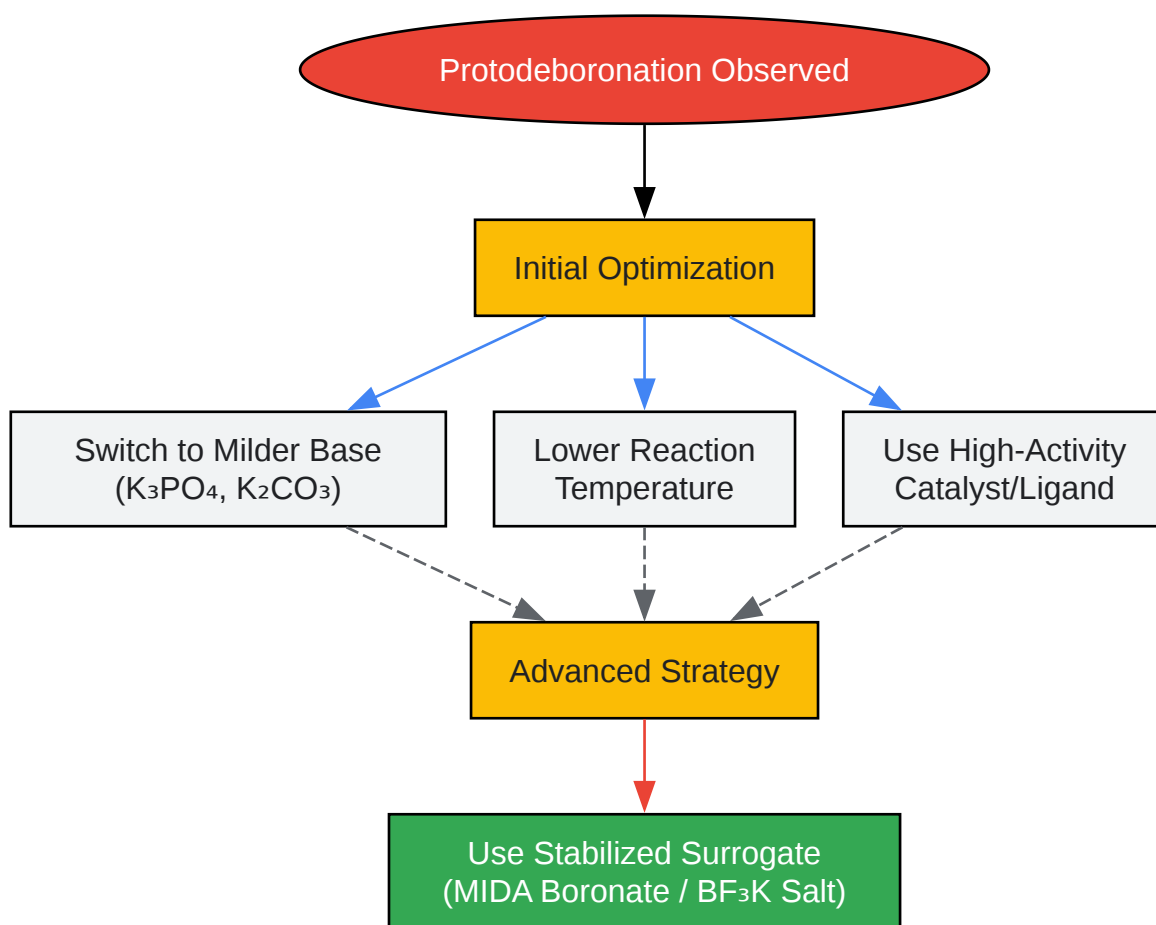 Protodeboronation Observed
Initial Optimization
Switch to Milder Base
(K₃PO₄, K₂CO₃)
Lower Reaction
Temperature
Use High-Activity
Catalyst/Ligand
Advanced Strategy
Use Stabilized Surrogate
(MIDA Boronate / BF₃K Salt)